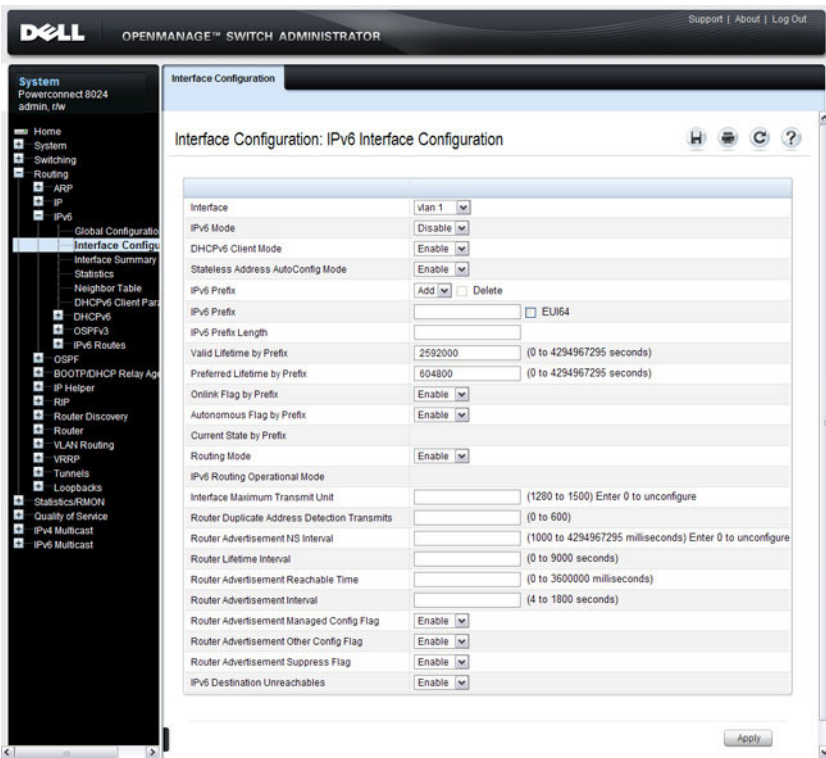 Support | About | Log Out
DELL OPENMANAGE™ SWITCH ADMINISTRATOR
System
Powerconnect 8024
admin, r/w
Home
System
Switching
Routing
ARP
IP
IPv6
Global Configuratio
Interface Configu
Interface Summary
Statistics
Neighbor Table
DHCPv6 Client Para
DHCPv6
OSPFv3
IPv6 Routes
OSPF
BOOTP/DHCP Relay Age
IP Helper
RIP
Router Discovery
Router
VLAN Routing
VRRP
Tunnels
Loopbacks
Statistics/RMON
Quality of Service
IPv4 Multicast
IPv6 Multicast
Interface Configuration
Interface Configuration: IPv6 Interface Configuration
Interface vlan 1
IPv6 Mode Disable
DHCPv6 Client Mode Enable
Stateless Address AutoConfig Mode Enable
IPv6 Prefix Add Delete
IPv6 Prefix EUI64
IPv6 Prefix Length
Valid Lifetime by Prefix 2592000 (0 to 4294967295 seconds)
Preferred Lifetime by Prefix 604800 (0 to 4294967295 seconds)
Onlink Flag by Prefix Enable
Autonomous Flag by Prefix Enable
Current State by Prefix
Routing Mode Enable
IPv6 Routing Operational Mode
Interface Maximum Transmit Unit (1280 to 1500) Enter 0 to unconfigure
Router Duplicate Address Detection Transmits (0 to 600)
Router Advertisement NS Interval (1000 to 4294967295 milliseconds) Enter 0 to unconfigure
Router Lifetime Interval (0 to 9000 seconds)
Router Advertisement Reachable Time (0 to 3600000 milliseconds)
Router Advertisement Interval (4 to 1800 seconds)
Router Advertisement Managed Config Flag Enable
Router Advertisement Other Config Flag Enable
Router Advertisement Suppress Flag Enable
IPv6 Destination Unreachables Enable
Apply